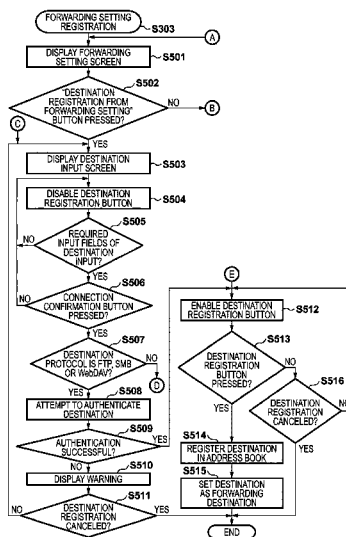 FORWARDING SETTING
REGISTRATION
S303
A
DISPLAY FORWARDING
SETTING SCREEN
S501
S502
"DESTINATION
REGISTRATION FROM
FORWARDING SETTING"
BUTTON PRESSED?
NO
B
C
YES
DISPLAY DESTINATION
INPUT SCREEN
S503
DISABLE DESTINATION
REGISTRATION BUTTON
S504
S505
REQUIRED
INPUT FIELDS OF
DESTINATION
INPUT?
NO
YES
S506
CONNECTION
CONFIRMATION BUTTON
PRESSED?
NO
YES
S507
DESTINATION
PROTOCOL IS FTP, SMB
OR WebDAV?
NO
D
YES
S508
ATTEMPT TO AUTHENTICATE
DESTINATION
S509
AUTHENTICATION
SUCCESSFUL?
YES
NO
S510
DISPLAY WARNING
S511
DESTINATION
REGISTRATION
CANCELED?
NO
YES
E
ENABLE DESTINATION
REGISTRATION BUTTON
S512
S513
DESTINATION
REGISTRATION
BUTTON
PRESSED?
NO
YES
S516
DESTINATION
REGISTRATION
CANCELED?
NO
YES
S514
REGISTER DESTINATION
IN ADDRESS BOOK
S515
SET DESTINATION
AS FORWARDING
DESTINATION
END